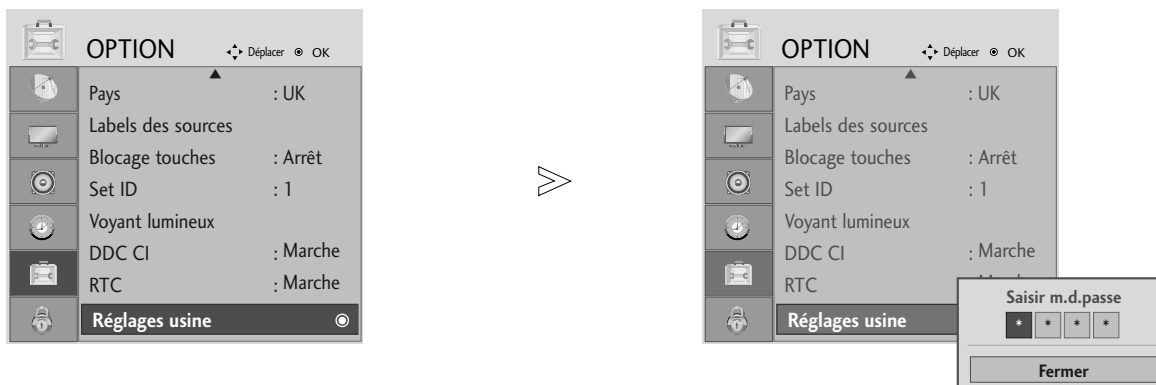 OPTION Déplacer OK
Pays : UK
Labels des sources
Blocage touches : Arrêt
Set ID : 1
Voyant lumineux
DDC CI : Marche
RTC : Marche
Réglages usine
OPTION Déplacer OK
Pays : UK
Labels des sources
Blocage touches : Arrêt
Set ID : 1
Voyant lumineux
DDC CI : Marche
RTC
Réglages usine
Saisir m.d.passe
* * * *
Fermer